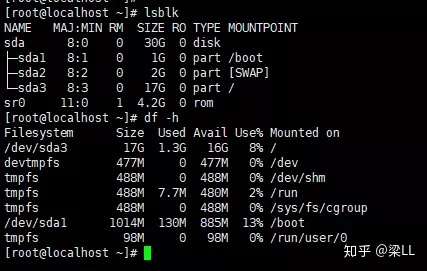 [root@localhost ~]# lsblk
NAME   MAJ:MIN RM  SIZE RO TYPE MOUNTPOINT
sda      8:0    0   30G  0 disk
├─sda1   8:1    0    1G  0 part /boot
├─sda2   8:2    0    2G  0 part [SWAP]
└─sda3   8:3    0   17G  0 part /
sr0     11:0    1  4.2G  0 rom
[root@localhost ~]# df -h
Filesystem      Size  Used Avail Use% Mounted on
/dev/sda3        17G  1.3G   16G   8% /
devtmpfs        477M     0  477M   0% /dev
tmpfs           488M     0  488M   0% /dev/shm
tmpfs           488M  7.7M  480M   2% /run
tmpfs           488M     0  488M   0% /sys/fs/cgroup
/dev/sda1      1014M  130M  885M  13% /boot
tmpfs            98M     0   98M   0% /run/user/0
[root@localhost ~]#
知乎 @梁LL